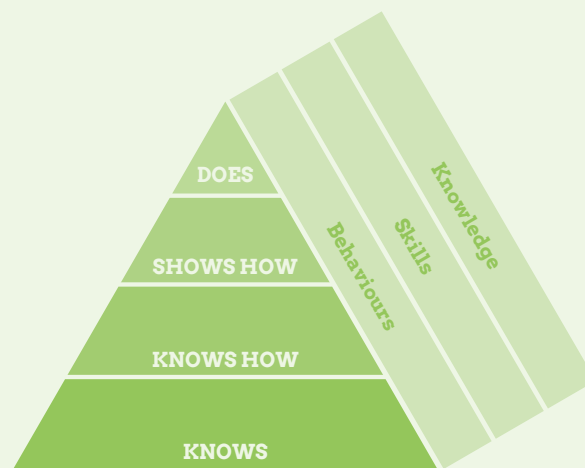 DOES
SHOWS HOW
KNOWS HOW
KNOWS
Behaviours
Skills
Knowledge